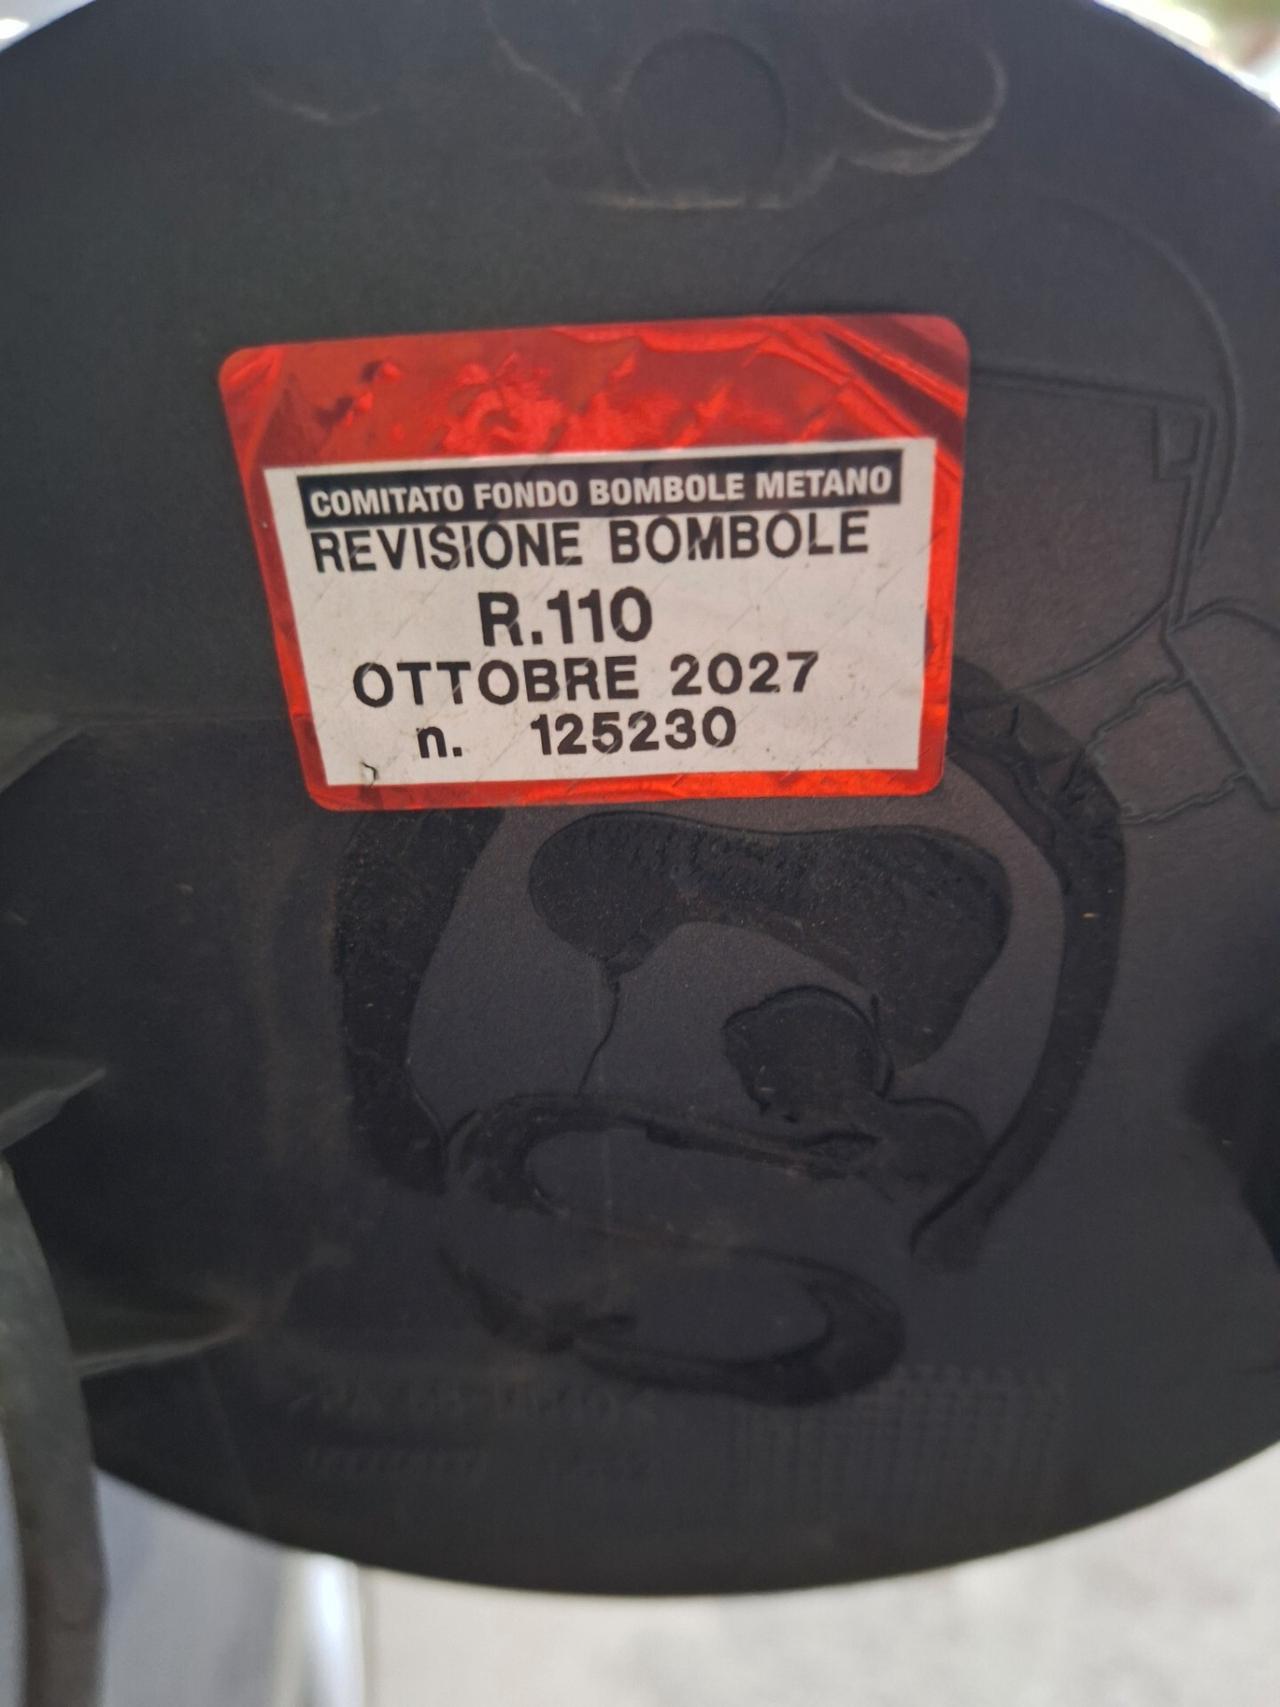 COMITATO FONDO BOMBOLE METANO
REVISIONE BOMBOLE
R.110
OTTOBRE 2027
n. 125230